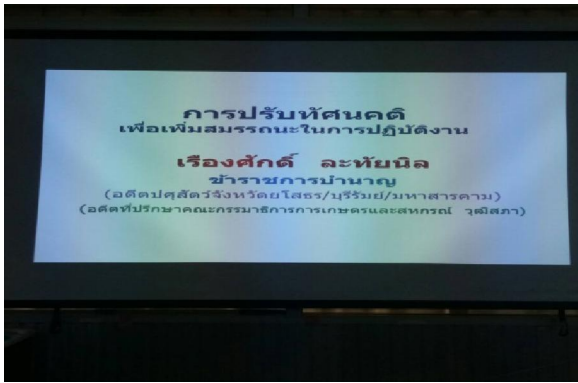 การปรับทัศนคติ
เพื่อเพิ่มสมรรถนะในการปฏิบัติงาน
เรืองศักดิ์ ละทัยนิล
ข้าราชการบำนาญ
(อดีตปศุสัตว์จังหวัดยโสธร/บุรีรัมย์/มหาสารคาม)
(อดีตที่ปรึกษาคณะกรรมาธิการการเกษตรและสหกรณ์ วุฒิสภา)